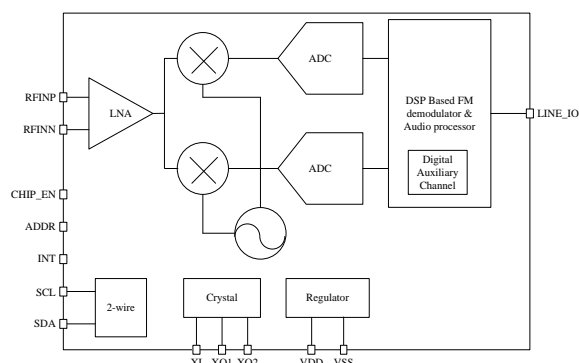 RFINP
RFINN
LNA
ADC
ADC
DSP Based FM
demodulator &
Audio processor
Digital
Auxiliary
Channel
LINE_IO
CHIP_EN
ADDR
INT
SCL
SDA
2-wire
Crystal
Regulator
XI XO1 XO2 VDD VSS